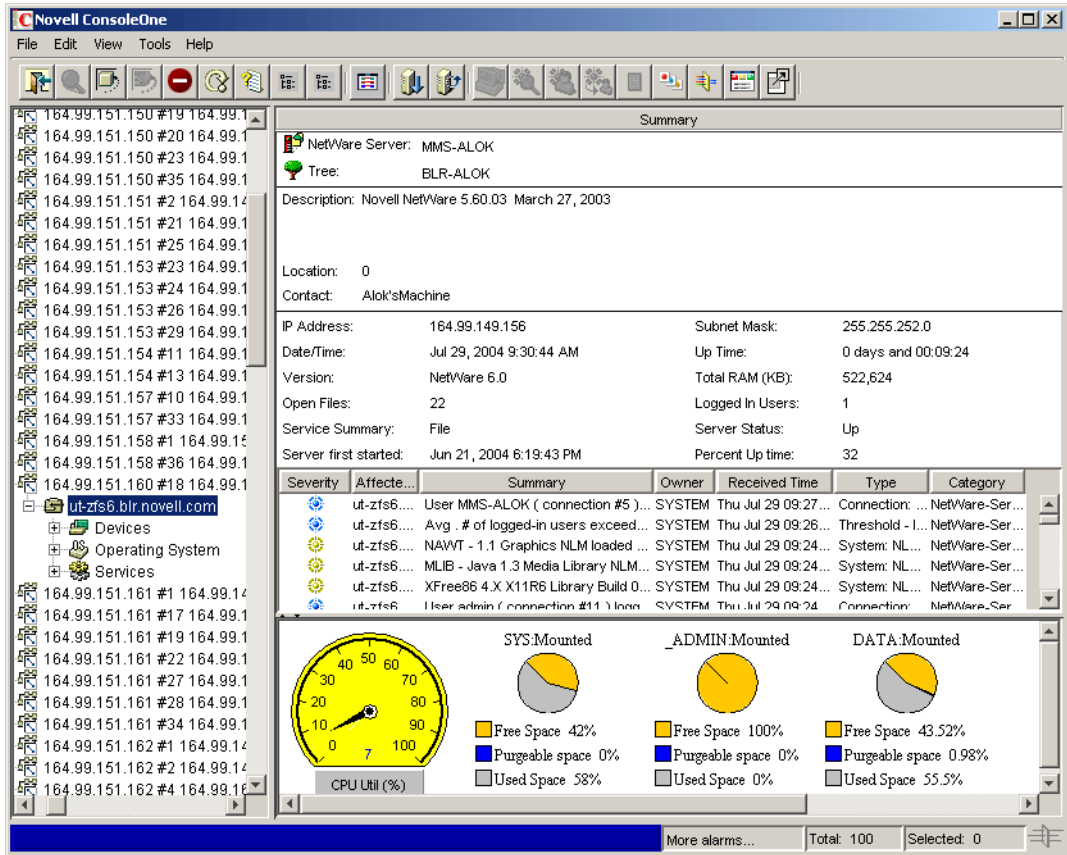 Novell ConsoleOne
File Edit View Tools Help
164.99.151.150 #19 164.99.1
164.99.151.150 #20 164.99.1
164.99.151.150 #23 164.99.1
164.99.151.150 #35 164.99.1
164.99.151.151 #2 164.99.14
164.99.151.151 #21 164.99.1
164.99.151.151 #25 164.99.1
164.99.151.153 #23 164.99.1
164.99.151.153 #24 164.99.1
164.99.151.153 #26 164.99.1
164.99.151.153 #29 164.99.1
164.99.151.154 #11 164.99.1
164.99.151.154 #13 164.99.1
164.99.151.157 #10 164.99.1
164.99.151.157 #33 164.99.1
164.99.151.158 #1 164.99.15
164.99.151.158 #36 164.99.1
164.99.151.160 #18 164.99.1
ut-zfs6.blr.novell.com
Devices
Operating System
Services
164.99.151.161 #1 164.99.14
164.99.151.161 #17 164.99.1
164.99.151.161 #19 164.99.1
164.99.151.161 #22 164.99.1
164.99.151.161 #27 164.99.1
164.99.151.161 #28 164.99.1
164.99.151.161 #34 164.99.1
164.99.151.162 #1 164.99.14
164.99.151.162 #2 164.99.14
164.99.151.162 #4 164.99.16
Summary
NetWare Server: MMS-ALOK
Tree: BLR-ALOK
Description: Novell NetWare 5.60.03 March 27, 2003
Location: 0
Contact: Alok'sMachine
IP Address: 164.99.149.156 Subnet Mask: 255.255.252.0
Date/Time: Jul 29, 2004 9:30:44 AM Up Time: 0 days and 00:09:24
Version: NetWare 6.0 Total RAM (KB): 522,624
Open Files: 22 Logged In Users: 1
Service Summary: File Server Status: Up
Server first started: Jun 21, 2004 6:19:43 PM Percent Up time: 32
Severity Affecte... Summary Owner Received Time Type Category
ut-zfs6.... User MMS-ALOK ( connection #5 )... SYSTEM Thu Jul 29 09:27... Connection: ... NetWare-Ser...
ut-zfs6.... Avg . # of logged-in users exceed... SYSTEM Thu Jul 29 09:26... Threshold - I... NetWare-Ser...
ut-zfs6.... NAWT - 1.1 Graphics NLM loaded ... SYSTEM Thu Jul 29 09:24... System: NL... NetWare-Ser...
ut-zfs6.... MLIB - Java 1.3 Media Library NLM... SYSTEM Thu Jul 29 09:24... System: NL... NetWare-Ser...
ut-zfs6.... XFree86 4.X X11R6 Library Build 0... SYSTEM Thu Jul 29 09:24... System: NL... NetWare-Ser...
ut-zfs6 User admin ( connection #11 ) logg SYSTEM Thu Jul 29 09:24 Connection: NetWare-Ser
0 10 20 30 40 50 60 70 80 90 100
7
CPU Util (%)
SYS:Mounted _ADMIN:Mounted DATA:Mounted
Free Space 42% Free Space 100% Free Space 43.52%
Purgeable space 0% Purgeable space 0% Purgeable space 0.98%
Used Space 58% Used Space 0% Used Space 55.5%
More alarms... Total: 100 Selected: 0